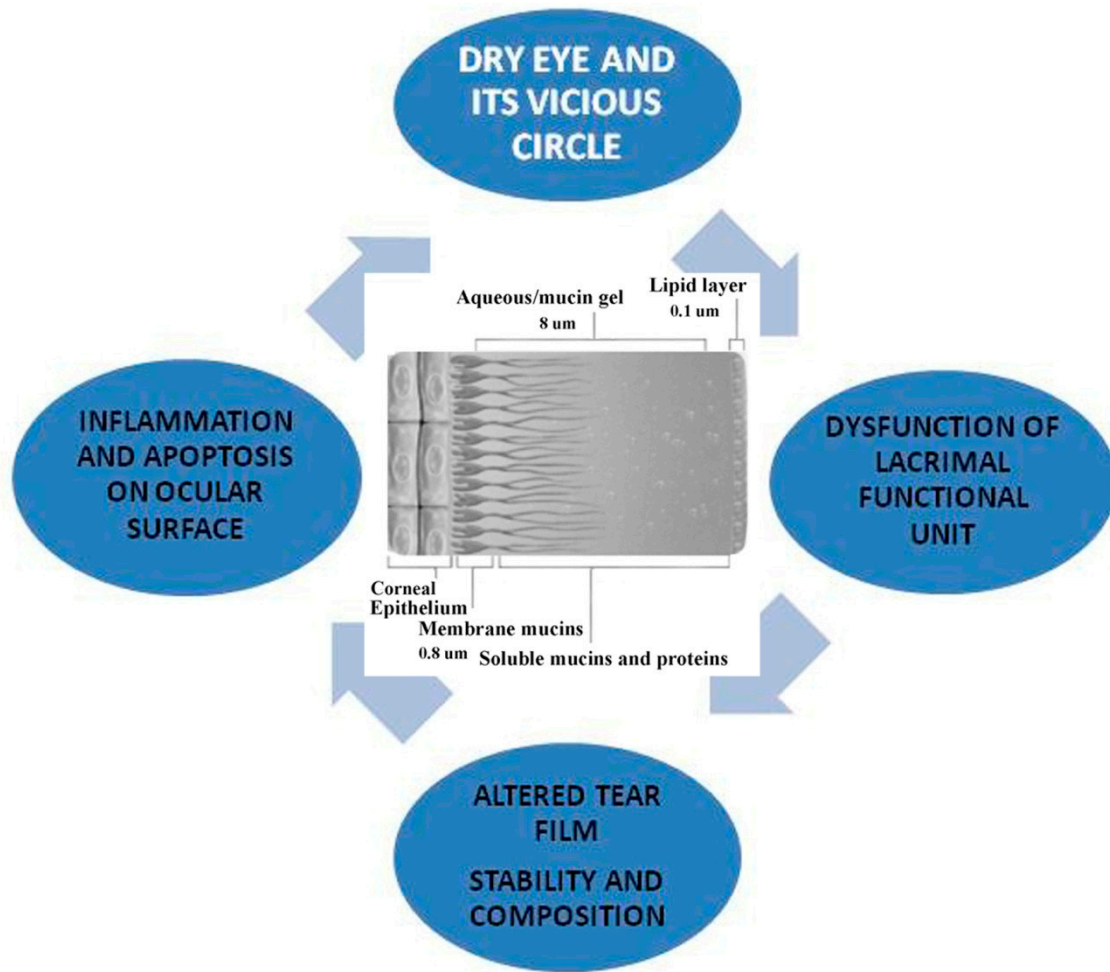 DRY EYE AND
ITS VICIOUS
CIRCLE
Lipid layer
0.1 um
Aqueous/mucin gel
8 um
INFLAMMATION
AND APOPTOSIS
ON OCULAR
SURFACE
DYSFUNCTION OF
LACRIMAL
FUNCTIONAL
UNIT
Corneal
Epithelium
Membrane mucins
0.8 um
Soluble mucins and proteins
ALTERED TEAR
FILM
STABILITY AND
COMPOSITION